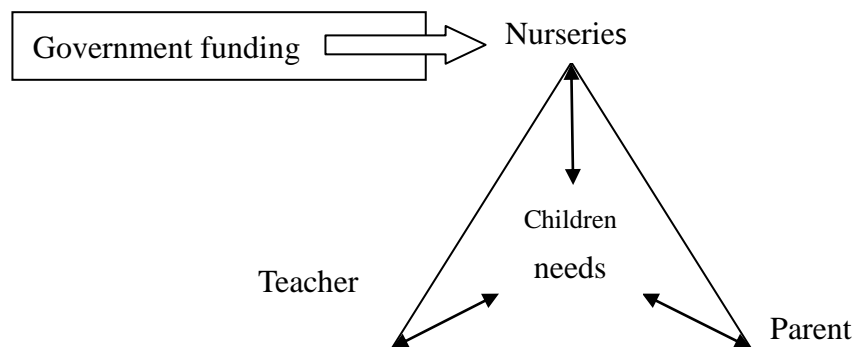 Government funding
Nurseries
Children
needs
Teacher
Parent